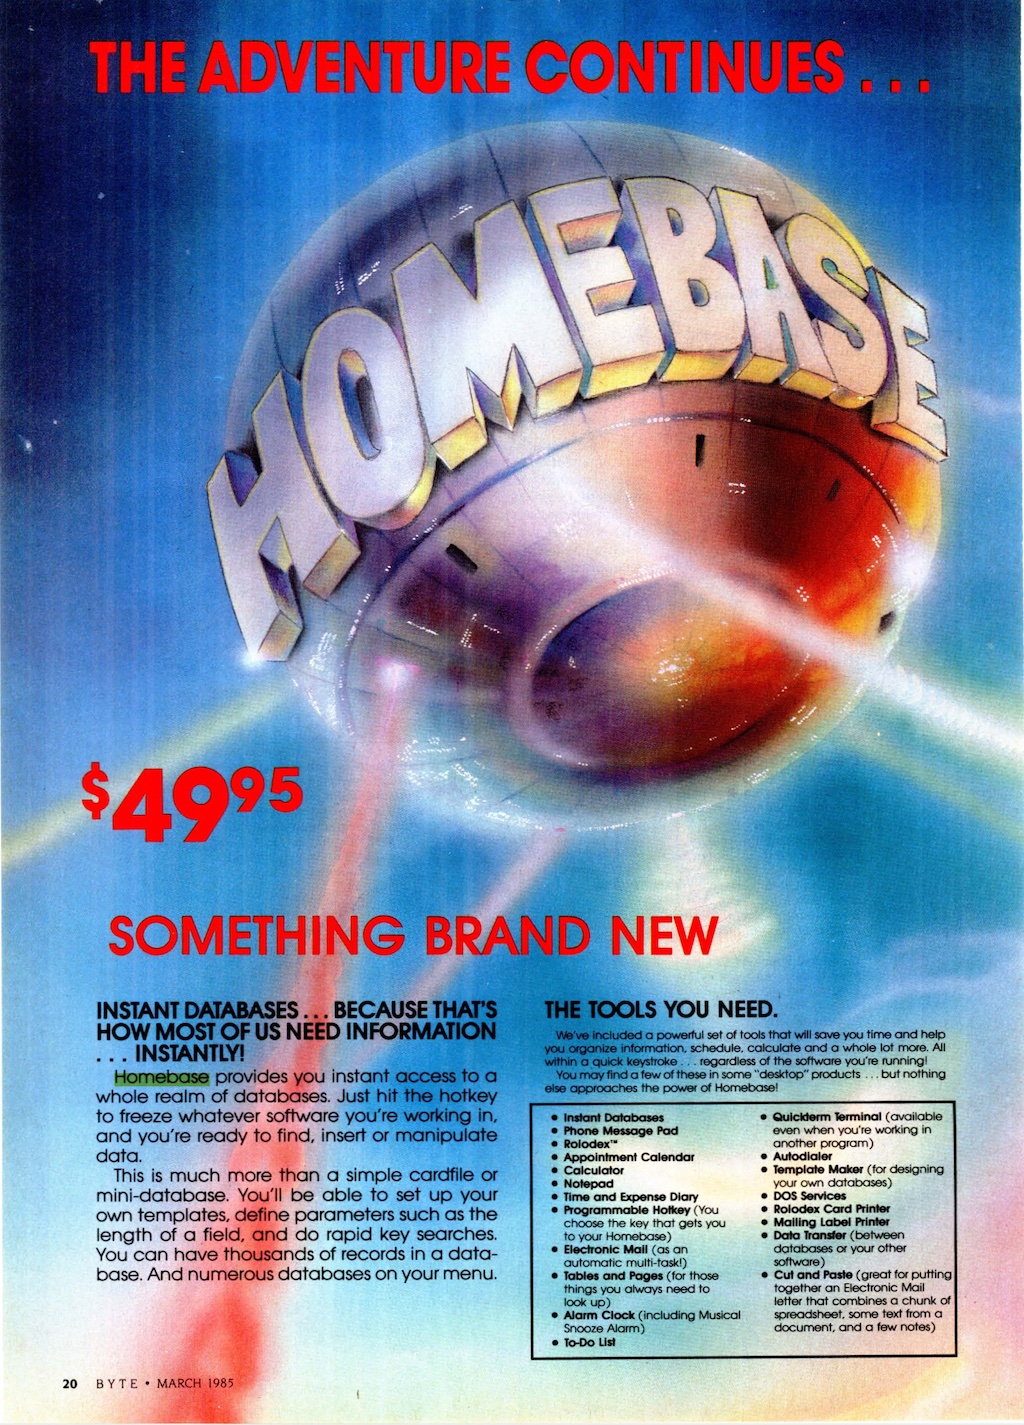 THE ADVENTURE CONTINUES . . .
HOMEBASE
$49 95
SOMETHING BRAND NEW
INSTANT DATABASES . . . BECAUSE THAT'S
HOW MOST OF US NEED INFORMATION
. . . INSTANTLY!
Homebase provides you instant access to a
whole realm of databases. Just hit the hotkey
to freeze whatever software you're working in,
and you're ready to find, insert or manipulate
data.
This is much more than a simple cardfile or
mini-database. You'll be able to set up your
own templates, define parameters such as the
length of a field, and do rapid key searches.
You can have thousands of records in a data-
base. And numerous databases on your menu.
THE TOOLS YOU NEED.
We've included a powerful set of tools that will save you time and help
you organize information, schedule, calculate and a whole lot more. All
within a quick keystroke . . . regardless of the software you're running!
You may find a few of these in some "desktop" products . . . but nothing
else approaches the power of Homebase!
• Instant Databases
• Phone Message Pad
• Rolodex™
• Appointment Calendar
• Calculator
• Notepad
• Time and Expense Diary
• Programmable Hotkey (You
choose the key that gets you
to your Homebase)
• Electronic Mail (as an
automatic multi-task!)
• Tables and Pages (for those
things you always need to
look up)
• Alarm Clock (including Musical
Snooze Alarm)
• To-Do List
• Quickterm Terminal (available
even when you're working in
another program)
• Autodialer
• Template Maker (for designing
your own databases)
• DOS Services
• Rolodex Card Printer
• Mailing Label Printer
• Data Transfer (between
databases or your other
software)
• Cut and Paste (great for putting
together an Electronic Mail
letter that combines a chunk of
spreadsheet, some text from a
document, and a few notes)
20 BYTE • MARCH 1985